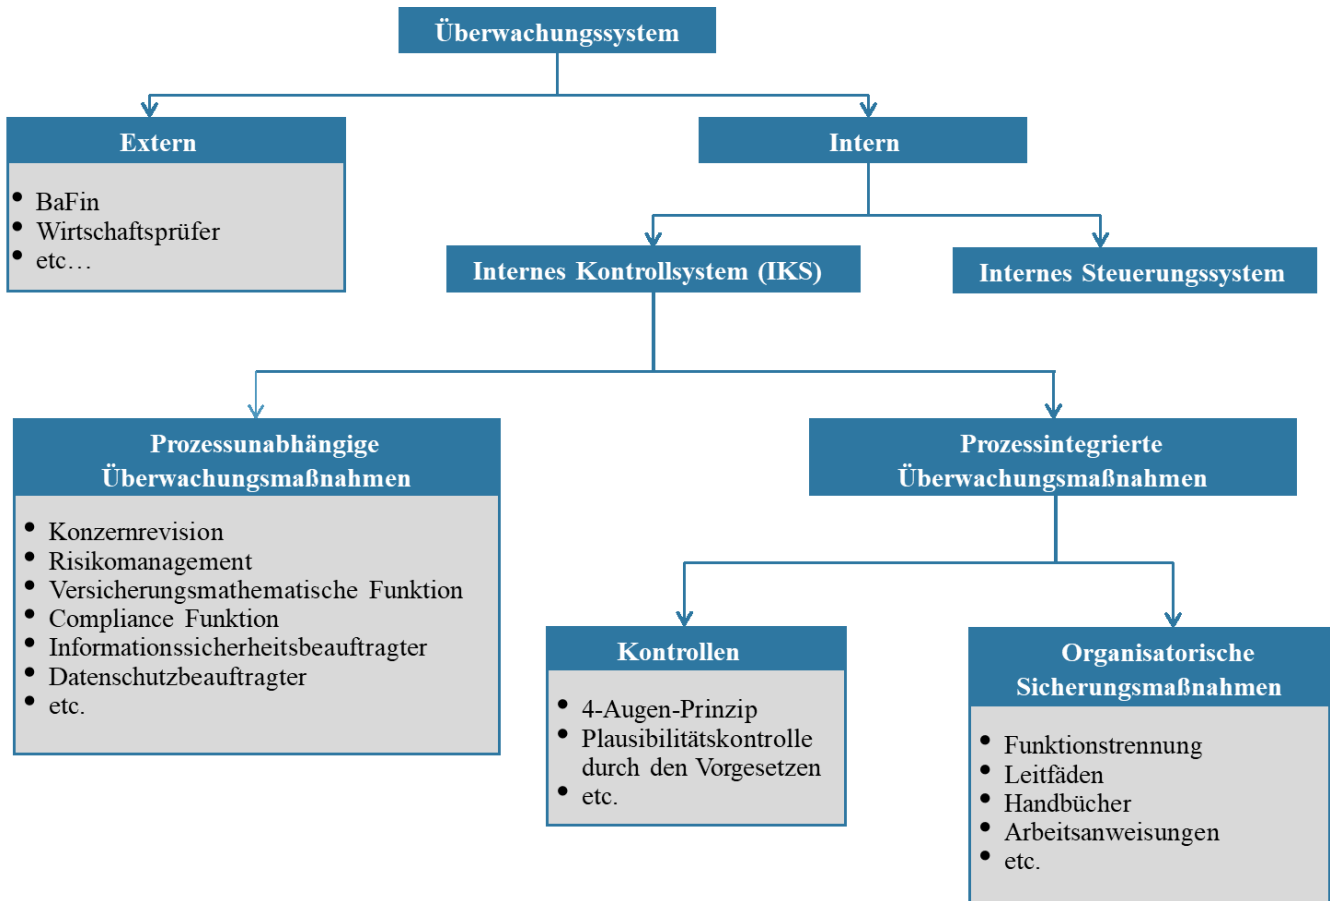 Überwachungssystem
Extern
• BaFin
• Wirtschaftsprüfer
• etc…
Intern
Internes Kontrollsystem (IKS)
Internes Steuerungssystem
Prozessunabhängige
Überwachungsmaßnahmen
• Konzernrevision
• Risikomanagement
• Versicherungsmathematische Funktion
• Compliance Funktion
• Informationssicherheitsbeauftragter
• Datenschutzbeauftragter
• etc.
Prozessintegrierte
Überwachungsmaßnahmen
Kontrollen
• 4-Augen-Prinzip
• Plausibilitätskontrolle
durch den Vorgesetzen
• etc.
Organisatorische
Sicherungsmaßnahmen
• Funktionstrennung
• Leitfäden
• Handbücher
• Arbeitsanweisungen
• etc.